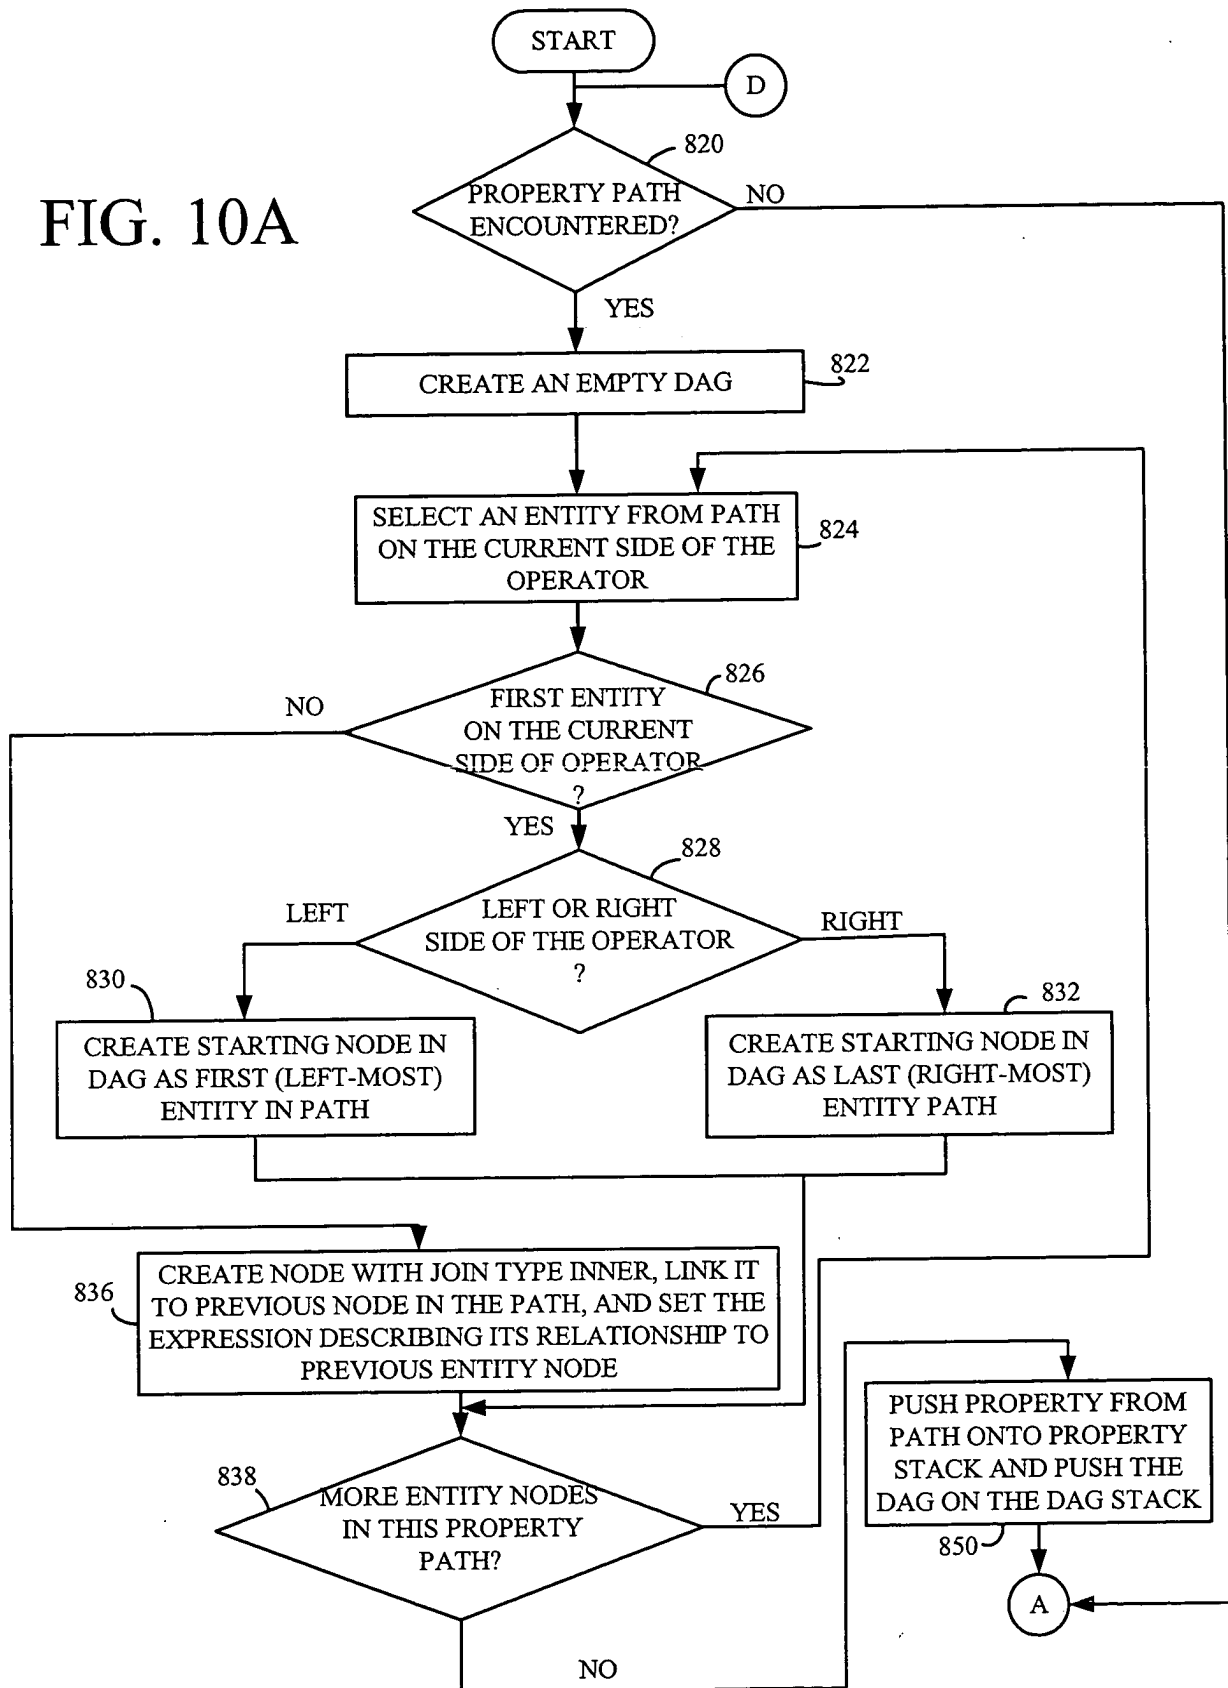 START
D
820
PROPERTY PATH
ENCOUNTERED?
NO
FIG. 10A
YES
CREATE AN EMPTY DAG
822
SELECT AN ENTITY FROM PATH
ON THE CURRENT SIDE OF THE
OPERATOR
824
826
FIRST ENTITY
ON THE CURRENT
SIDE OF OPERATOR
?
NO
YES
828
LEFT OR RIGHT
SIDE OF THE OPERATOR
?
LEFT
RIGHT
830
CREATE STARTING NODE IN
DAG AS FIRST (LEFT-MOST)
ENTITY IN PATH
832
CREATE STARTING NODE IN
DAG AS LAST (RIGHT-MOST)
ENTITY PATH
836
CREATE NODE WITH JOIN TYPE INNER, LINK IT
TO PREVIOUS NODE IN THE PATH, AND SET THE
EXPRESSION DESCRIBING ITS RELATIONSHIP TO
PREVIOUS ENTITY NODE
838
MORE ENTITY NODES
IN THIS PROPERTY
PATH?
YES
NO
PUSH PROPERTY FROM
PATH ONTO PROPERTY
STACK AND PUSH THE
DAG ON THE DAG STACK
850
A